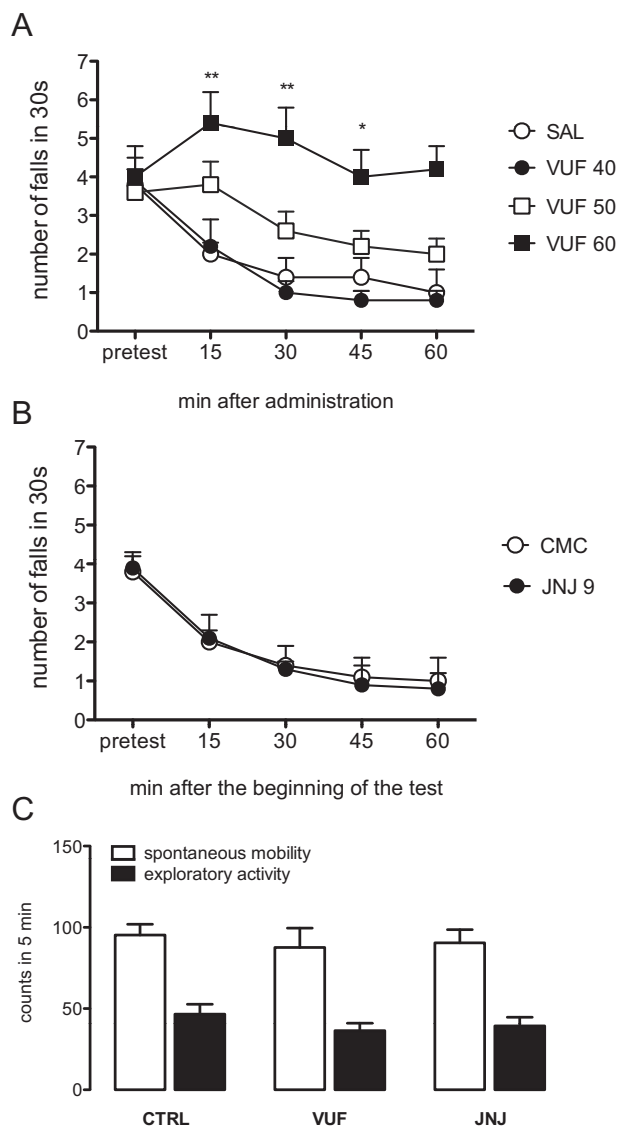 A
number of falls in 30s
7
6
5
4
3
2
1
0
** ** *
pretest 15 30 45 60
min after administration
SAL
VUF 40
VUF 50
VUF 60
B
number of falls in 30s
7
6
5
4
3
2
1
0
pretest 15 30 45 60
min after the beginning of the test
CMC
JNJ 9
C
counts in 5 min
150
100
50
0
spontaneous mobility
exploratory activity
CTRL VUF JNJ